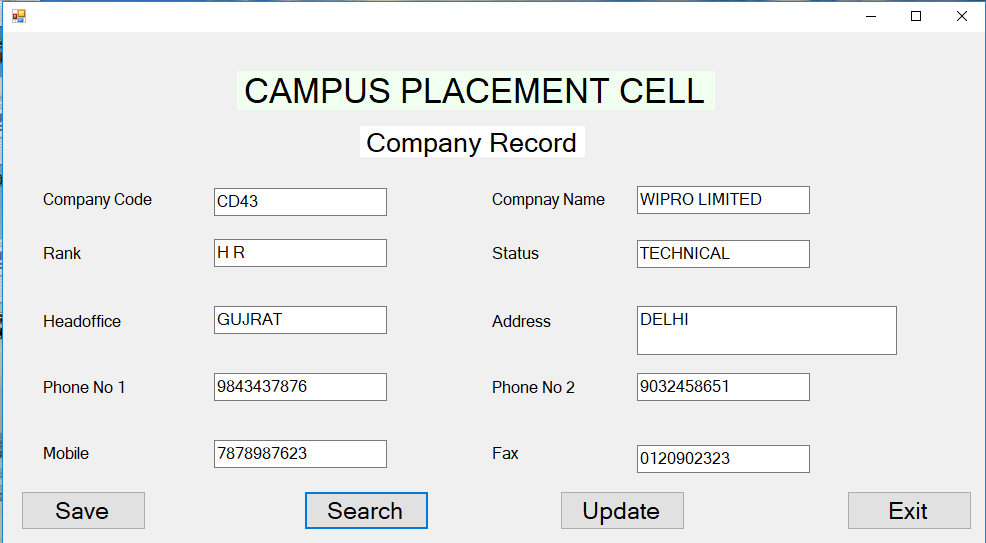 CAMPUS PLACEMENT CELL
Company Record
Company Code CD43 Compnay Name WIPRO LIMITED
Rank H R Status TECHNICAL
Headoffice GUJRAT Address DELHI
Phone No 1 9843437876 Phone No 2 9032458651
Mobile 7878987623 Fax 0120902323
Save Search Update Exit